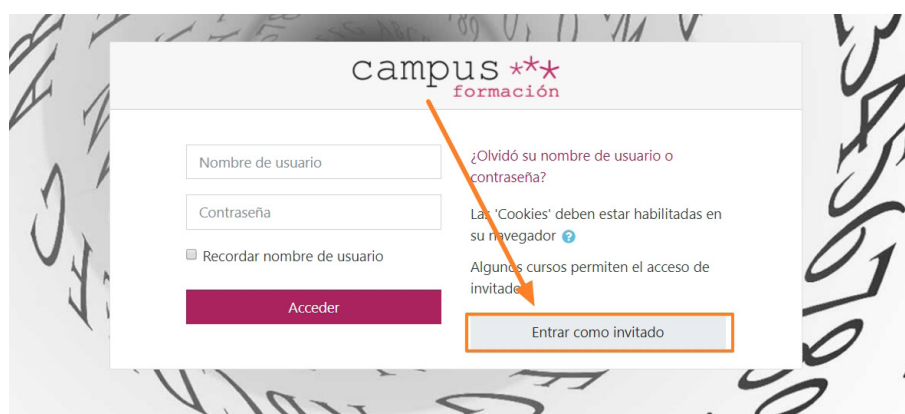 campus ***
formación
Nombre de usuario
Contraseña
Recordar nombre de usuario
Acceder
¿Olvidó su nombre de usuario o
contraseña?
Las 'Cookies' deben estar habilitadas en
su navegador ?
Algunos cursos permiten el acceso de
invitados
Entrar como invitado